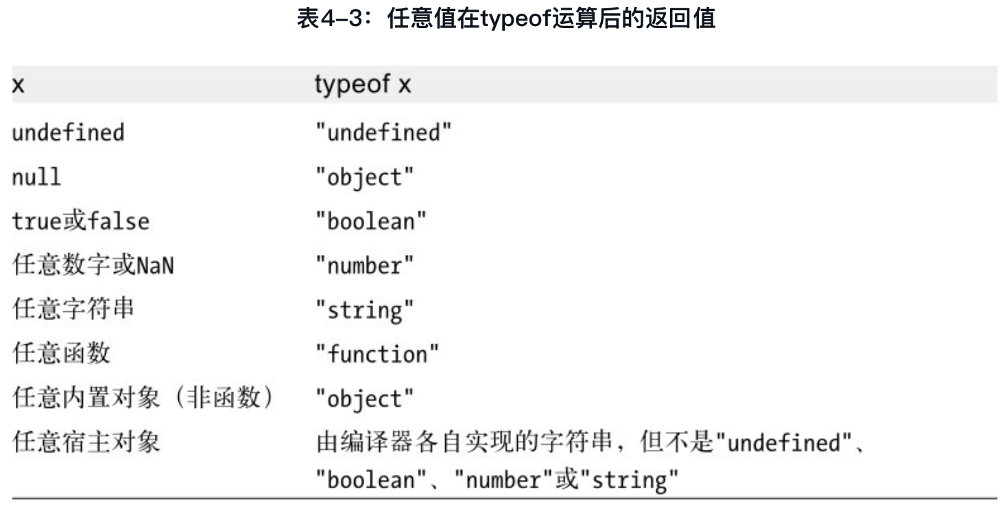 表4-3：任意值在typeof运算后的返回值
x typeof x
undefined "undefined"
null "object"
true或false "boolean"
任意数字或NaN "number"
任意字符串 "string"
任意函数 "function"
任意内置对象（非函数） "object"
任意宿主对象 由编译器各自实现的字符串，但不是"undefined"、
"boolean"、"number"或"string"